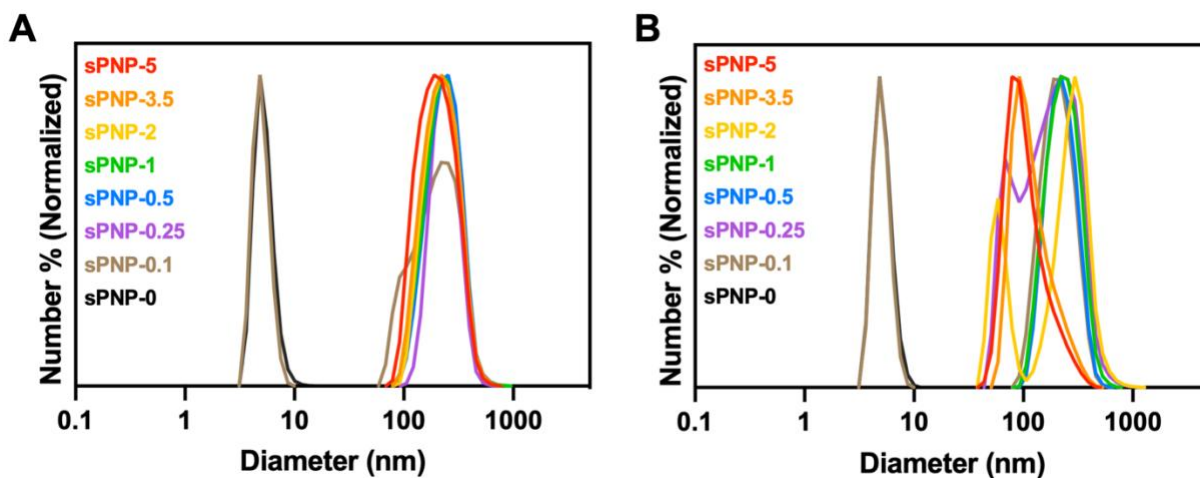 A
sPNP-5
sPNP-3.5
sPNP-2
sPNP-1
sPNP-0.5
sPNP-0.25
sPNP-0.1
sPNP-0
Number % (Normalized)
0.1 1 10 100 1000
Diameter (nm)
B
sPNP-5
sPNP-3.5
sPNP-2
sPNP-1
sPNP-0.5
sPNP-0.25
sPNP-0.1
sPNP-0
Number % (Normalized)
0.1 1 10 100 1000
Diameter (nm)